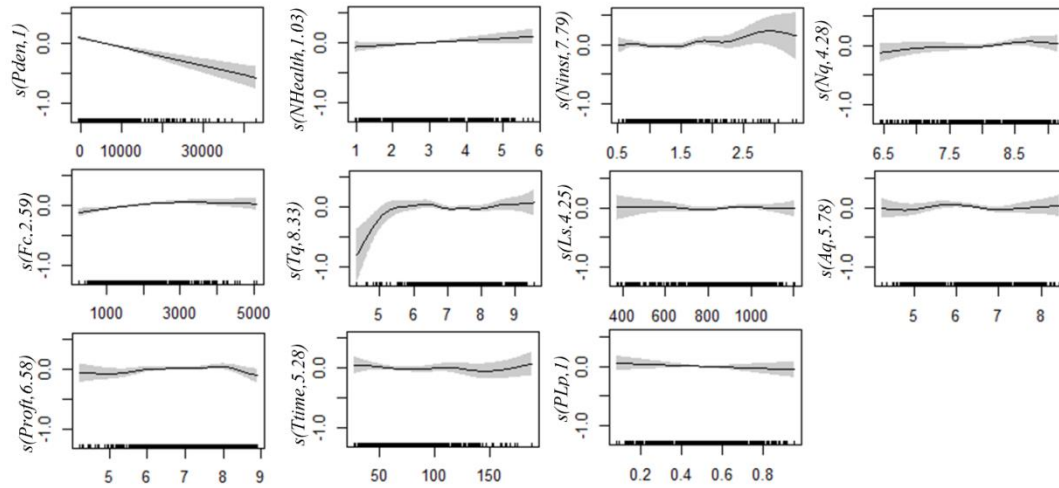 s(Pden,1)
0.0
-1.0
0 10000 30000
s(NHealth,1.03)
0.0
-1.0
1 2 3 4 5 6
s(Ninst,7.79)
0.0
-1.0
0.5 1.5 2.5
s(Nq,4.28)
0.0
-1.0
6.5 7.5 8.5
s(Fc,2.59)
0.0
-1.0
1000 3000 5000
s(Tq,8.33)
0.0
-1.0
5 6 7 8 9
s(Ls,4.25)
0.0
-1.0
400 600 800 1000
s(Aq,5.78)
0.0
-1.0
5 6 7 8
s(Proft,6.58)
0.0
-1.0
5 6 7 8 9
s(Ttime,5.28)
0.0
-1.0
50 100 150
s(PLp,1)
0.0
-1.0
0.2 0.4 0.6 0.8